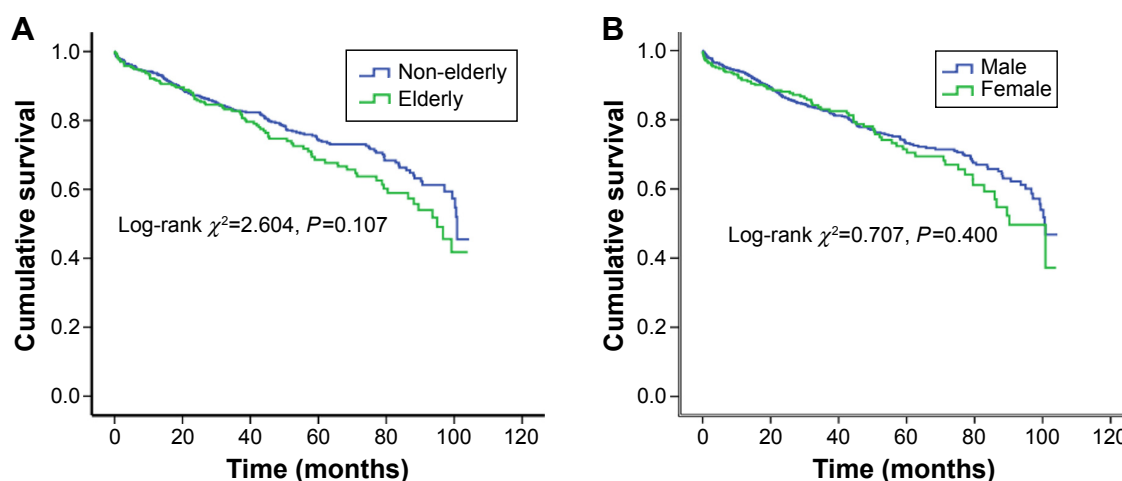 A
Cumulative survival
1.0
0.8
0.6
0.4
0.2
0.0
Non-elderly
Elderly
Log-rank χ²=2.604, P=0.107
0 20 40 60 80 100 120
Time (months)
B
Cumulative survival
1.0
0.8
0.6
0.4
0.2
0.0
Male
Female
Log-rank χ²=0.707, P=0.400
0 20 40 60 80 100 120
Time (months)